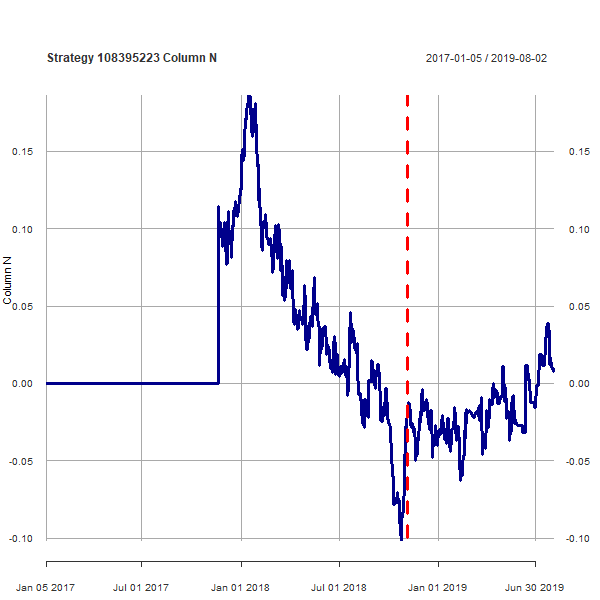 Strategy 108395223 Column N
2017-01-05 / 2019-08-02
0.15
0.15
0.10
0.10
0.05
0.05
Column N
0.00
0.00
-0.05
-0.05
-0.10
-0.10
Jan 05 2017
Jul 01 2017
Jan 01 2018
Jul 01 2018
Jan 01 2019
Jun 30 2019